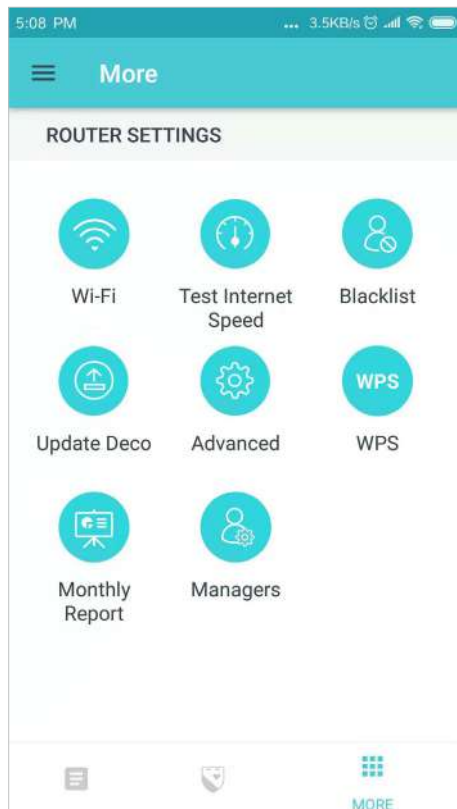 5:08 PM ... 3.5KB/s
More
ROUTER SETTINGS
Wi-Fi Test Internet Blacklist
Speed
WPS
Update Deco Advanced WPS
Monthly Managers
Report
MORE